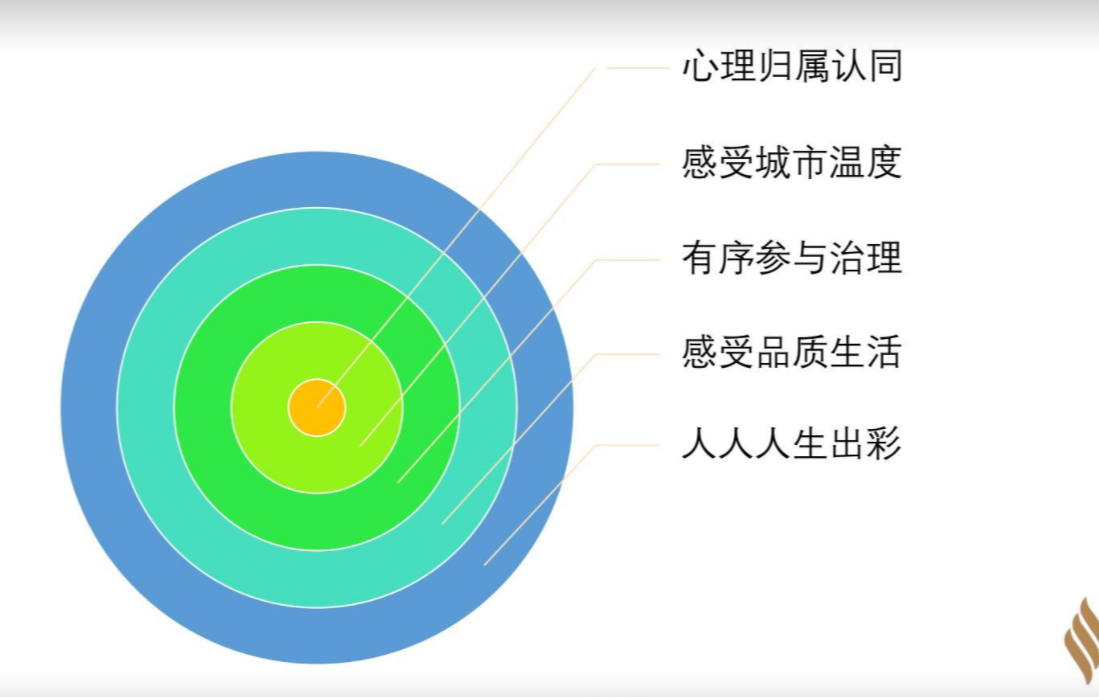 心理归属认同
感受城市温度
有序参与治理
感受品质生活
人人人生出彩